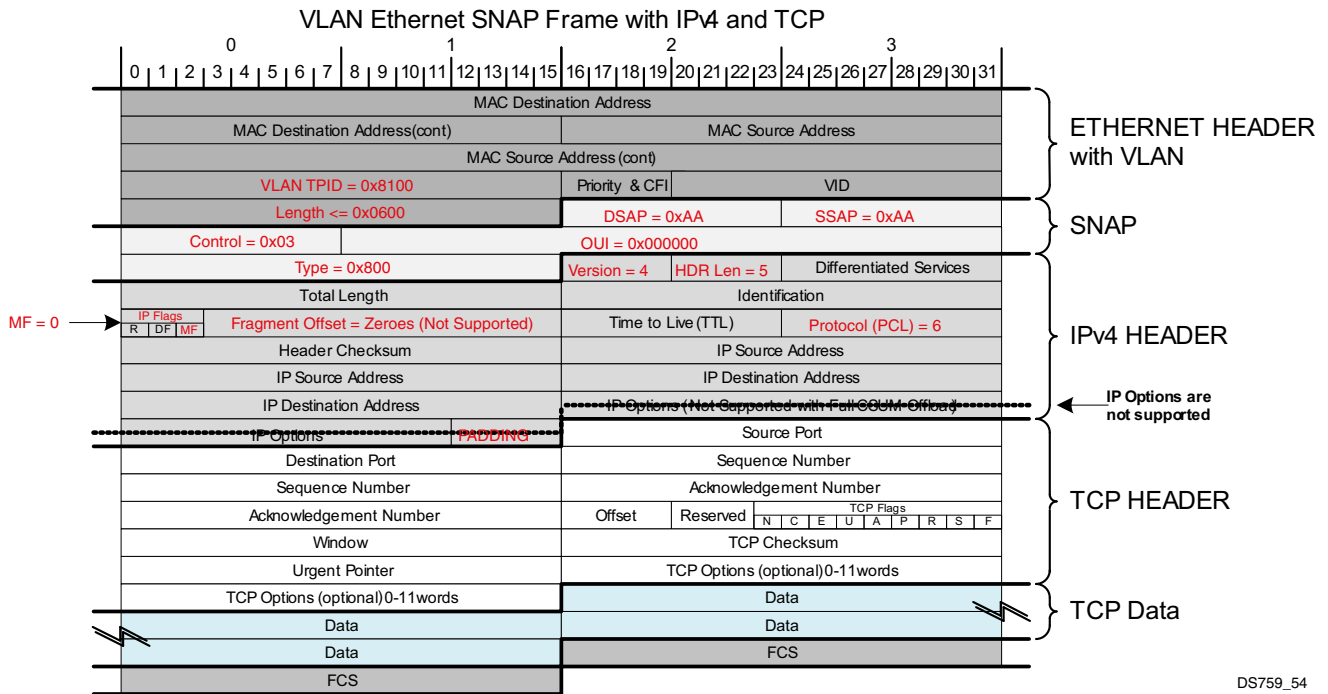 VLAN Ethernet SNAP Frame with IPv4 and TCP
0 1 2 3
0 1 2 3 4 5 6 7 8 9 10 11 12 13 14 15 16 17 18 19 20 21 22 23 24 25 26 27 28 29 30 31
MAC Destination Address
MAC Destination Address(cont) MAC Source Address
MAC Source Address (cont)
VLAN TPID = 0x8100 Priority & CFI VID
ETHERNET HEADER
with VLAN
Length <= 0x0600 DSAP = 0xAA SSAP = 0xAA
Control = 0x03 OUI = 0x000000
SNAP
Type = 0x800 Version = 4 HDR Len = 5 Differentiated Services
Total Length Identification
MF = 0
IP Flags
R DF MF
Fragment Offset = Zeroes (Not Supported) Time to Live (TTL) Protocol (PCL) = 6
IPv4 HEADER
Header Checksum IP Source Address
IP Source Address IP Destination Address
IP Destination Address IP Options (Not Supported with Full CSUM Offload)
IP Options are
not supported
IP Options PADDING Source Port
Destination Port Sequence Number
Sequence Number Acknowledgement Number
TCP HEADER
Acknowledgement Number Offset Reserved
TCP Flags
N C E U A P R S F
Window TCP Checksum
Urgent Pointer TCP Options (optional) 0-11words
TCP Options (optional) 0-11words Data
Data Data
TCP Data
Data FCS
FCS
DS759_54